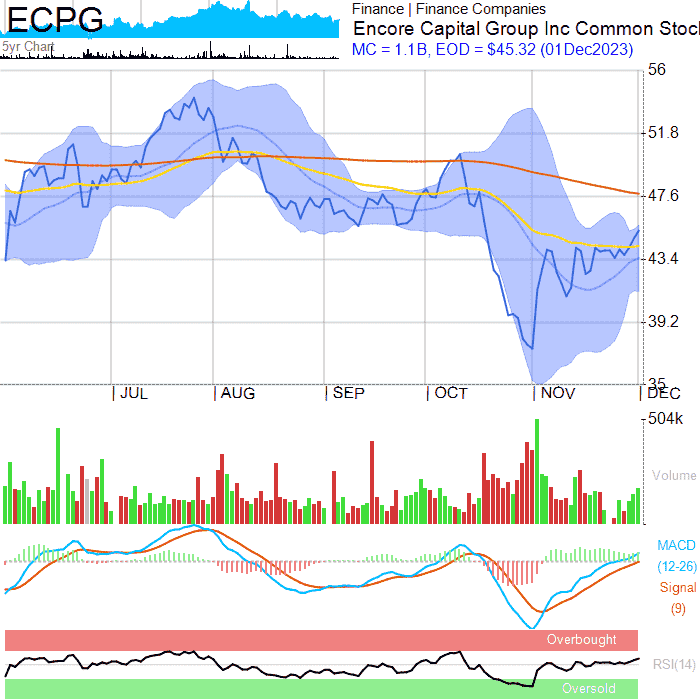 ECPG
5yr Chart
Finance | Finance Companies
Encore Capital Group Inc Common Stoc
MC = 1.1B, EOD = $45.32 (01Dec2023)
56
51.8
47.6
43.4
39.2
35
JUL AUG SEP OCT NOV DEC
504k
Volume
MACD
(12-26)
Signal
(9)
Overbought
RSI(14)
Oversold